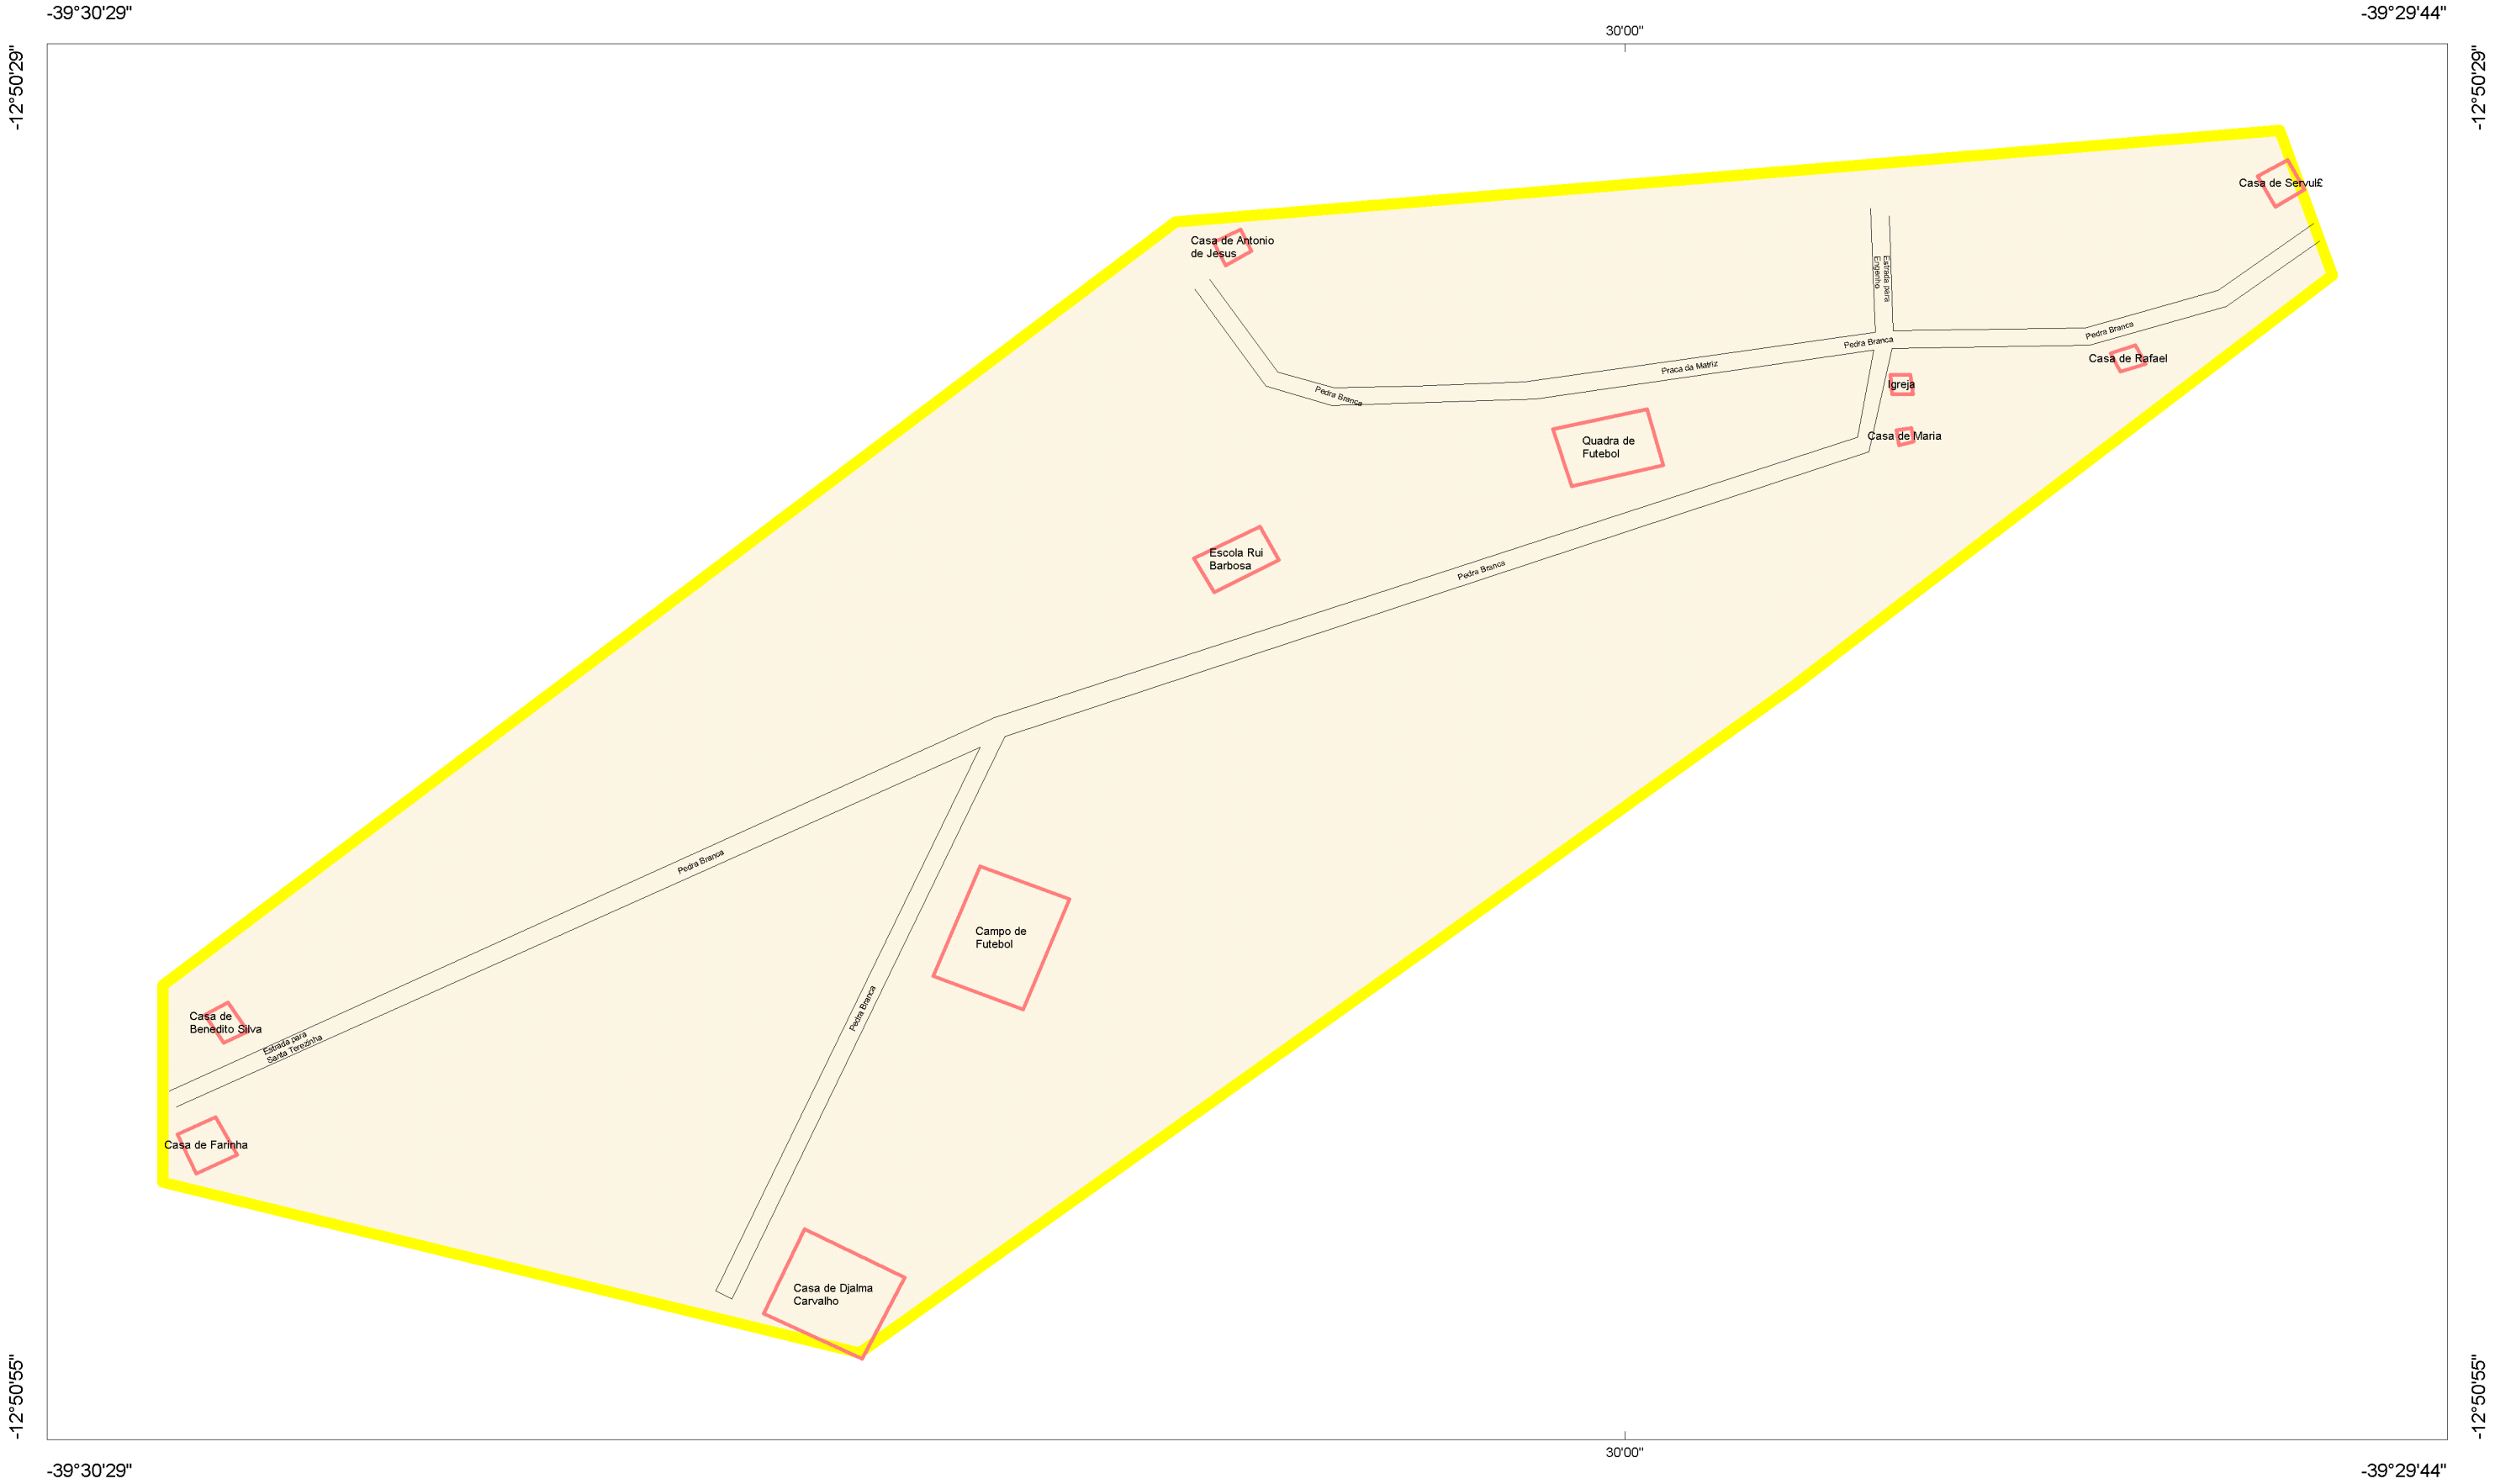 -39°30'29"
-39°29'44"
30'00"
-12°50'29"
-12°50'29"
Casa de Servul£
Casa de Antonio
de Jesus
Estrada para
Engenho
Pedra Branca
Pedra Branca
Casa de Rafael
Praca da Matriz
Igreja
Pedra Branca
Casa de Maria
Quadra de
Futebol
Escola Rui
Barbosa
Pedra Branca
Pedra Branca
Campo de
Futebol
Pedra Branca
Casa de
Benedito Silva
Estrada para
Santa Terezinha
Casa de Farinha
Casa de Djalma
Carvalho
-12°50'55"
-12°50'55"
30'00"
-39°30'29"
-39°29'44"